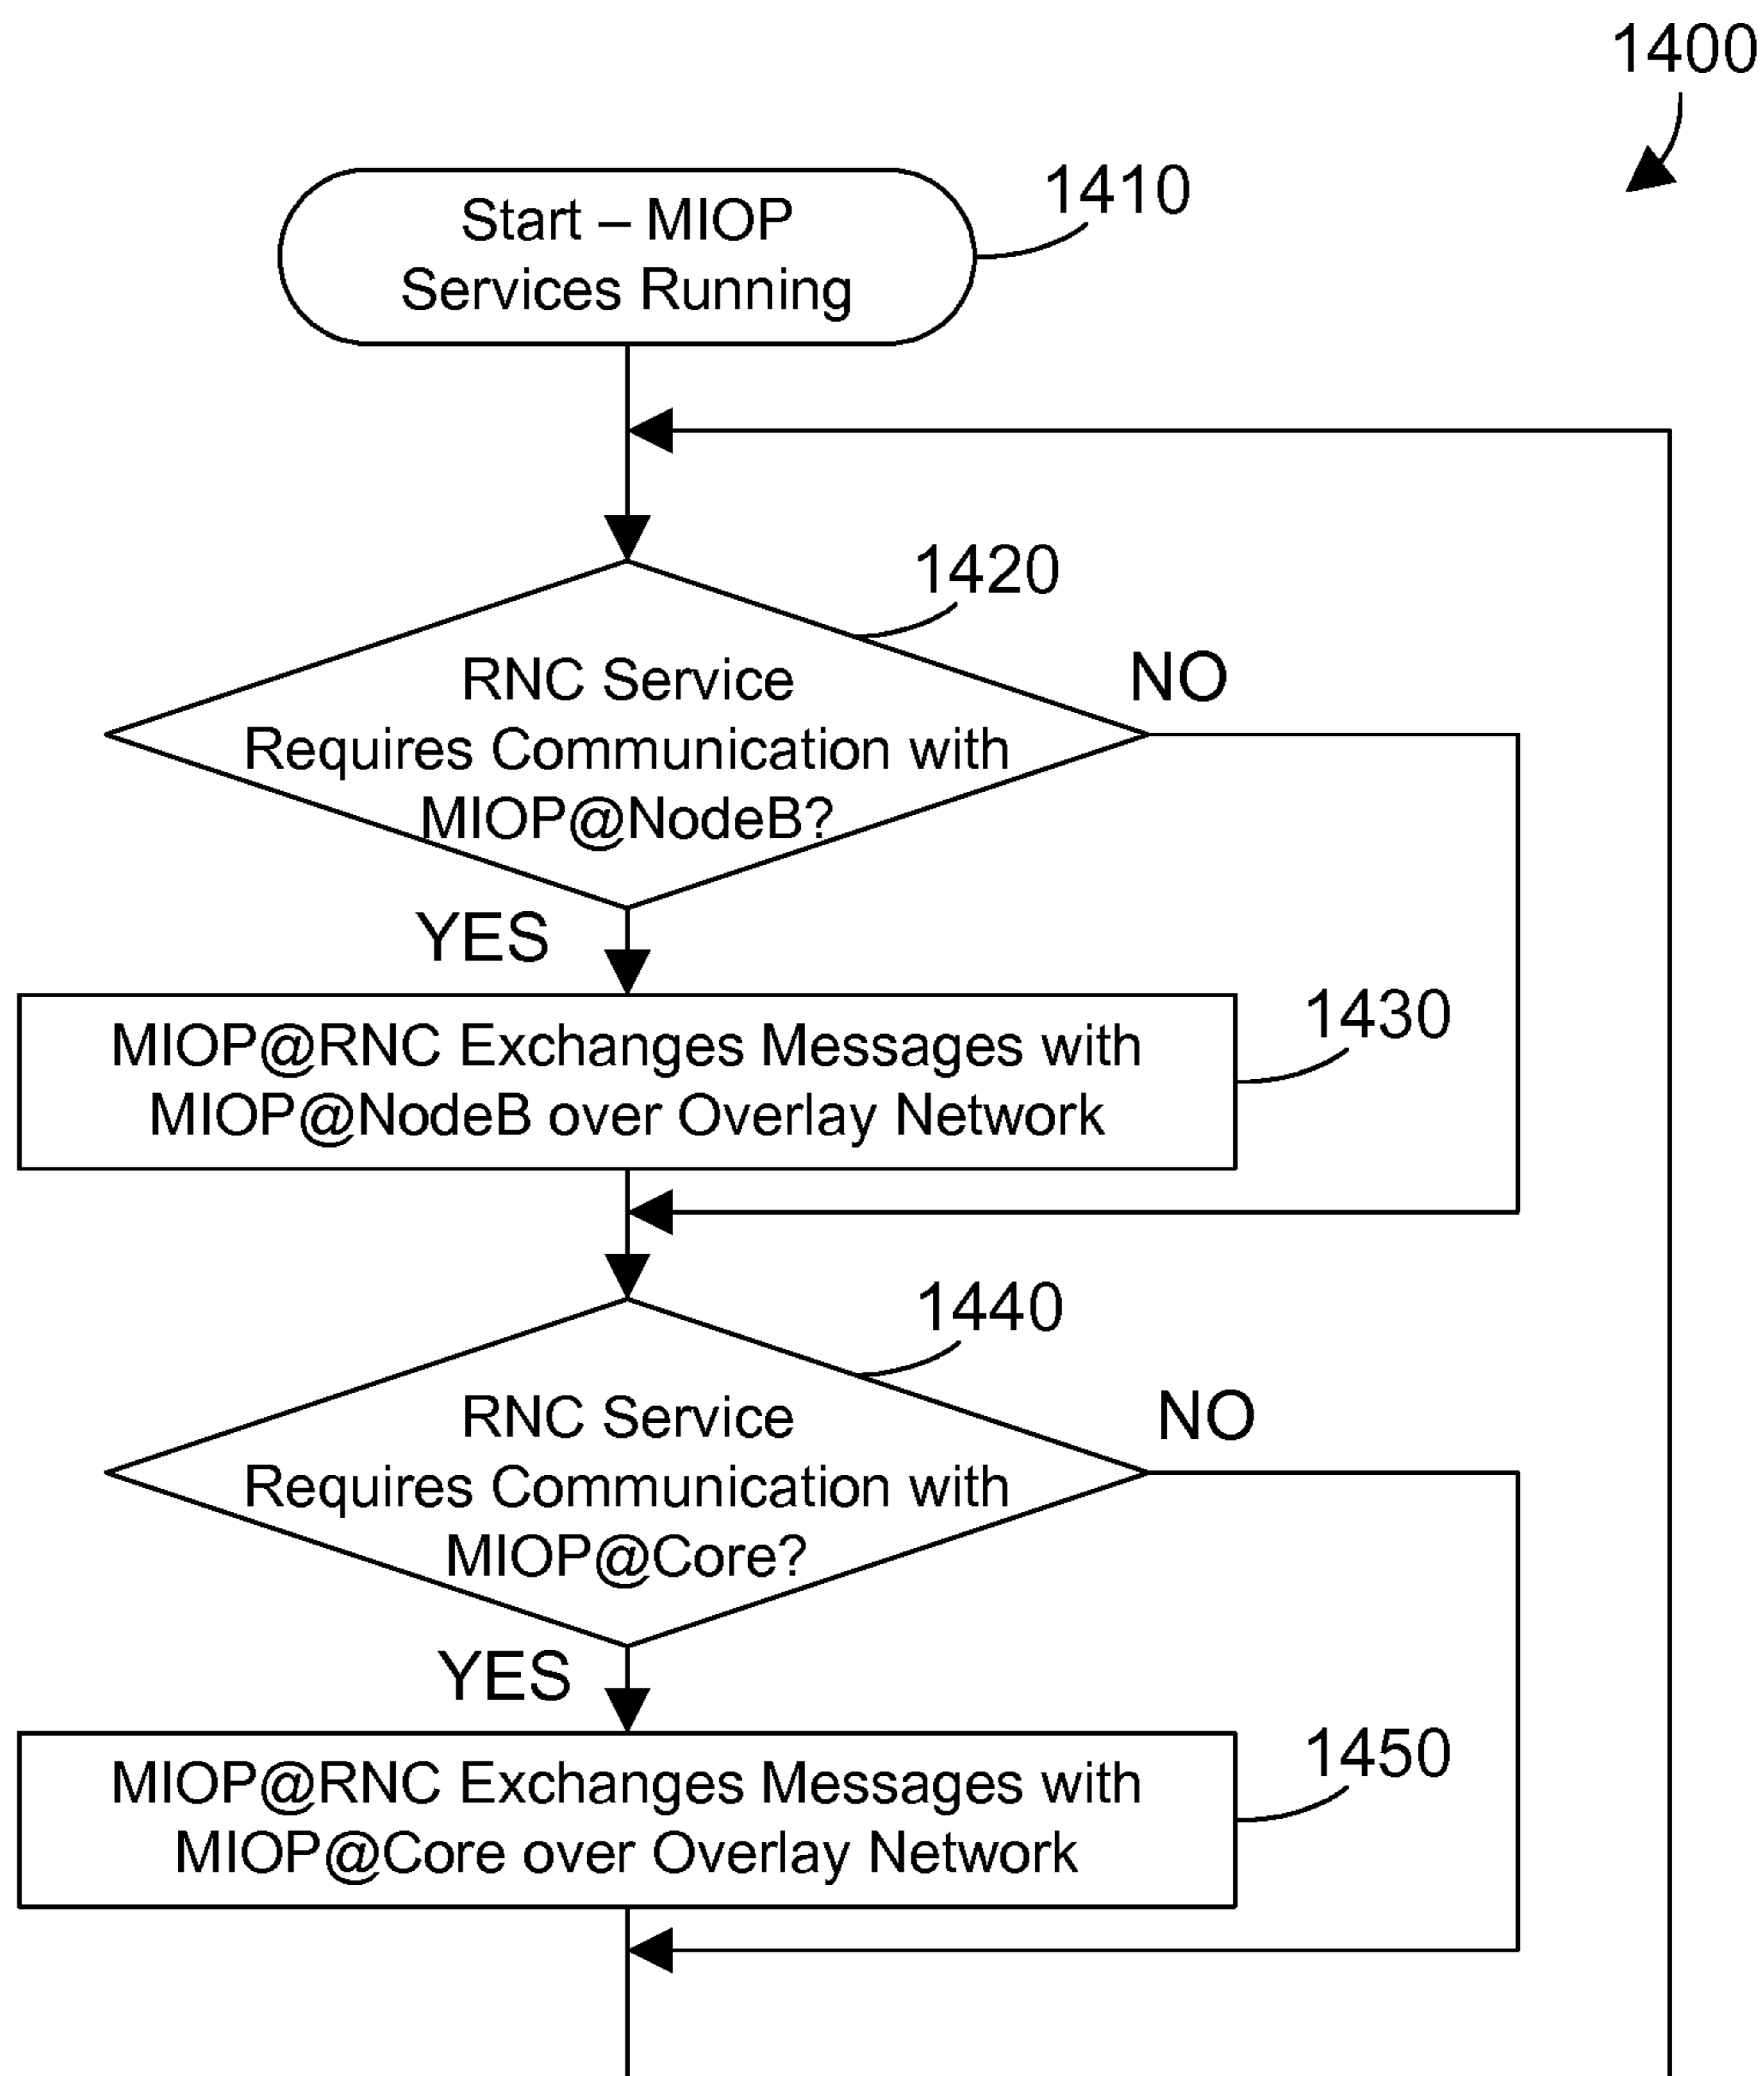 1400
Start – MIOP
Services Running
1410
1420
RNC Service
Requires Communication with
MIOP@NodeB?
NO
YES
1430
MIOP@RNC Exchanges Messages with
MIOP@NodeB over Overlay Network
1440
RNC Service
Requires Communication with
MIOP@Core?
NO
YES
1450
MIOP@RNC Exchanges Messages with
MIOP@Core over Overlay Network